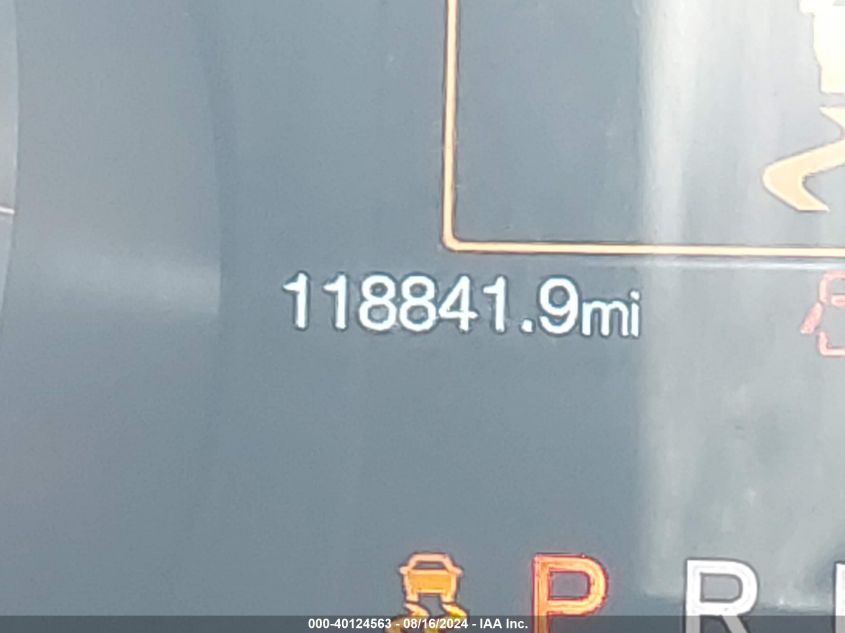 118841.9mi
P R
000-40124563 - 08/16/2024 - IAA Inc.